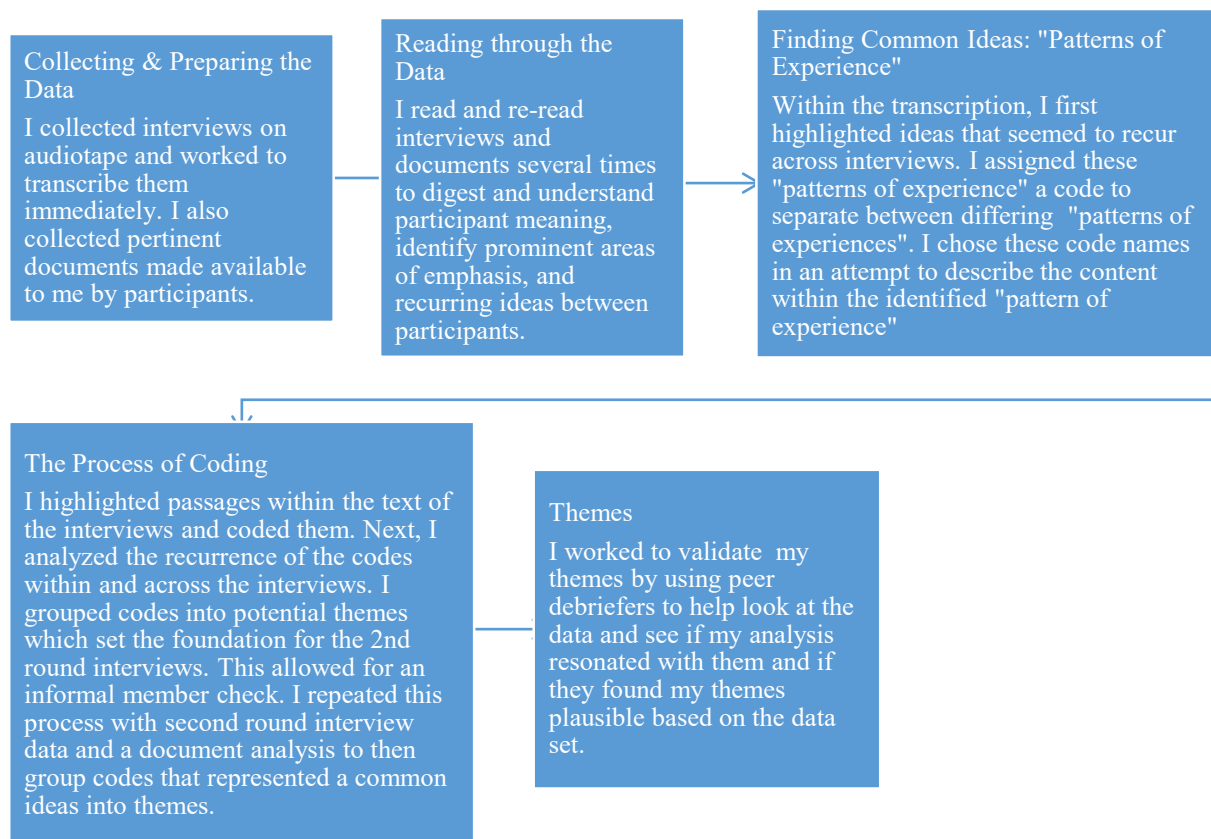 Collecting & Preparing the
Data
I collected interviews on
audiotape and worked to
transcribe them
immediately. I also
collected pertinent
documents made available
to me by participants.
Reading through the
Data
I read and re-read
interviews and
documents several times
to digest and understand
participant meaning,
identify prominent areas
of emphasis, and
recurring ideas between
participants.
Finding Common Ideas: "Patterns of
Experience"
Within the transcription, I first
highlighted ideas that seemed to recur
across interviews. I assigned these
"patterns of experience" a code to
separate between differing "patterns of
experiences". I chose these code names
in an attempt to describe the content
within the identified "pattern of
experience"
The Process of Coding
I highlighted passages within the text of
the interviews and coded them. Next, I
analyzed the recurrence of the codes
within and across the interviews. I
grouped codes into potential themes
which set the foundation for the 2nd
round interviews. This allowed for an
informal member check. I repeated this
process with second round interview
data and a document analysis to then
group codes that represented a common
ideas into themes.
Themes
I worked to validate my
themes by using peer
debriefers to help look at the
data and see if my analysis
resonated with them and if
they found my themes
plausible based on the data
set.